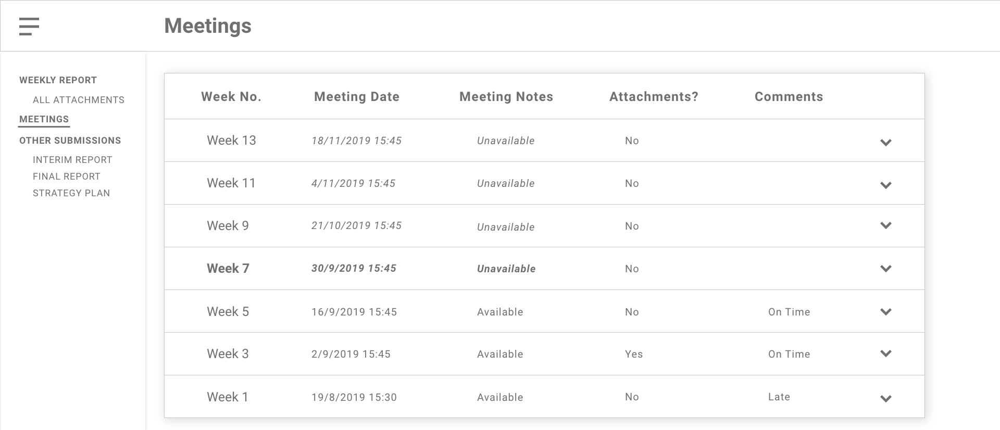 Meetings
WEEKLY REPORT
ALL ATTACHMENTS
MEETINGS
OTHER SUBMISSIONS
INTERIM REPORT
FINAL REPORT
STRATEGY PLAN
Week No. Meeting Date Meeting Notes Attachments? Comments
Week 13 18/11/2019 15:45 Unavailable No
Week 11 4/11/2019 15:45 Unavailable No
Week 9 21/10/2019 15:45 Unavailable No
Week 7 30/9/2019 15:45 Unavailable No
Week 5 16/9/2019 15:45 Available No On Time
Week 3 2/9/2019 15:45 Available Yes On Time
Week 1 19/8/2019 15:30 Available No Late